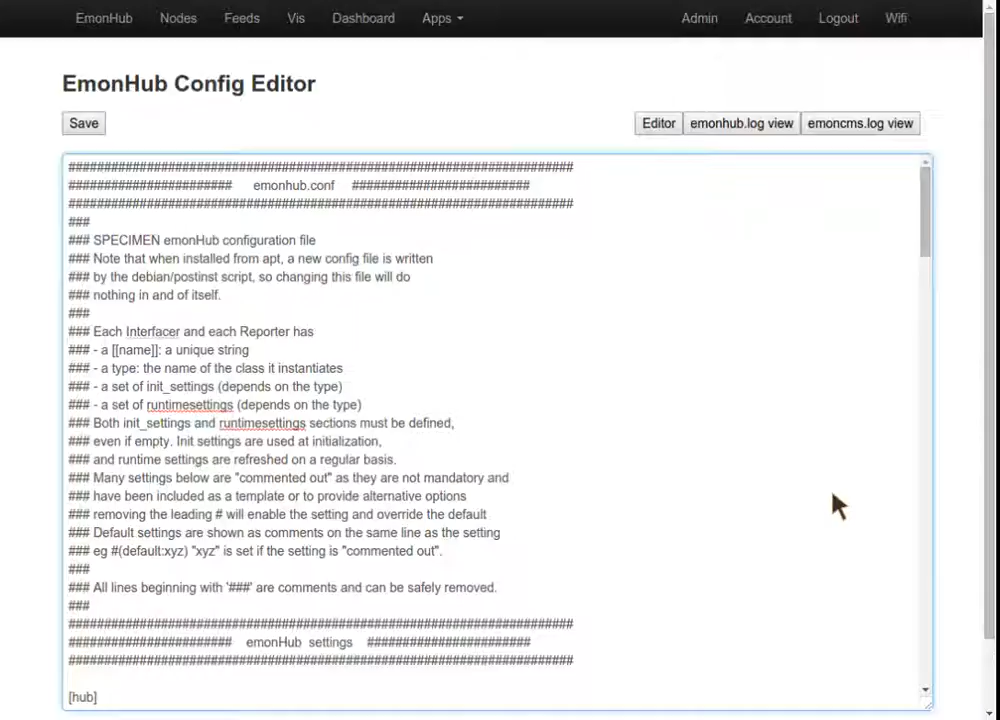 EmonHub Nodes Feeds Vis Dashboard Apps Admin Account Logout Wifi
EmonHub Config Editor
Save Editor emonhub.log view emoncms.log view
#######################################################################
####################### emonhub.conf #########################
#######################################################################
###
### SPECIMEN emonHub configuration file
### Note that when installed from apt, a new config file is written
### by the debian/postinst script, so changing this file will do
### nothing in and of itself.
###
### Each Interfacer and each Reporter has
### - a [[name]]: a unique string
### - a type: the name of the class it instantiates
### - a set of init_settings (depends on the type)
### - a set of runtimesettings (depends on the type)
### Both init_settings and runtimesettings sections must be defined,
### even if empty. Init settings are used at initialization,
### and runtime settings are refreshed on a regular basis.
### Many settings below are "commented out" as they are not mandatory and
### have been included as a template or to provide alternative options
### removing the leading # will enable the setting and override the default
### Default settings are shown as comments on the same line as the setting
### eg #(default:xyz) "xyz" is set if the setting is "commented out".
###
### All lines beginning with '###' are comments and can be safely removed.
###
#######################################################################
####################### emonHub settings #######################
#######################################################################
[hub]